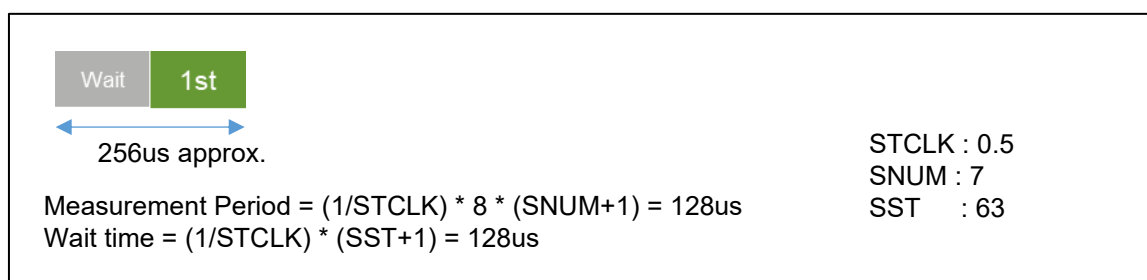 Wait 1st
256us approx.
Measurement Period = (1/STCLK) * 8 * (SNUM+1) = 128us
Wait time = (1/STCLK) * (SST+1) = 128us
STCLK : 0.5
SNUM : 7
SST : 63